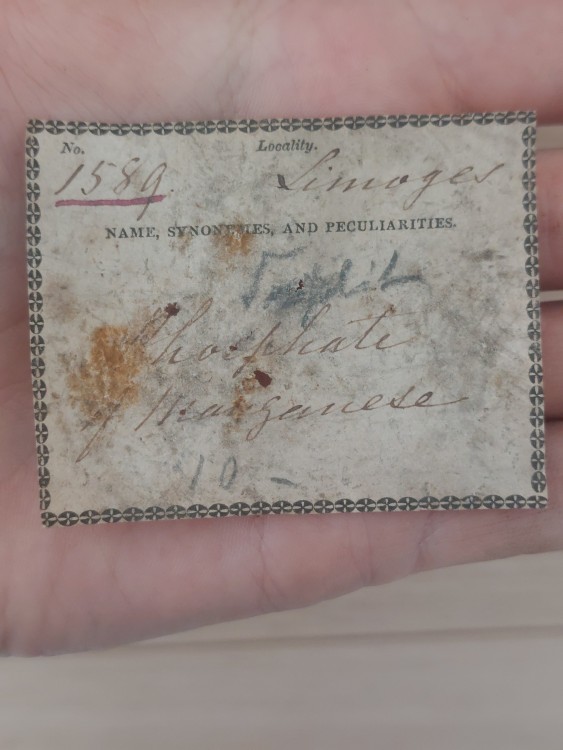 No. Locality.
1589. Limoges
NAME, SYNONYMES, AND PECULIARITIES.
Phosphate
of Manganese
10 -